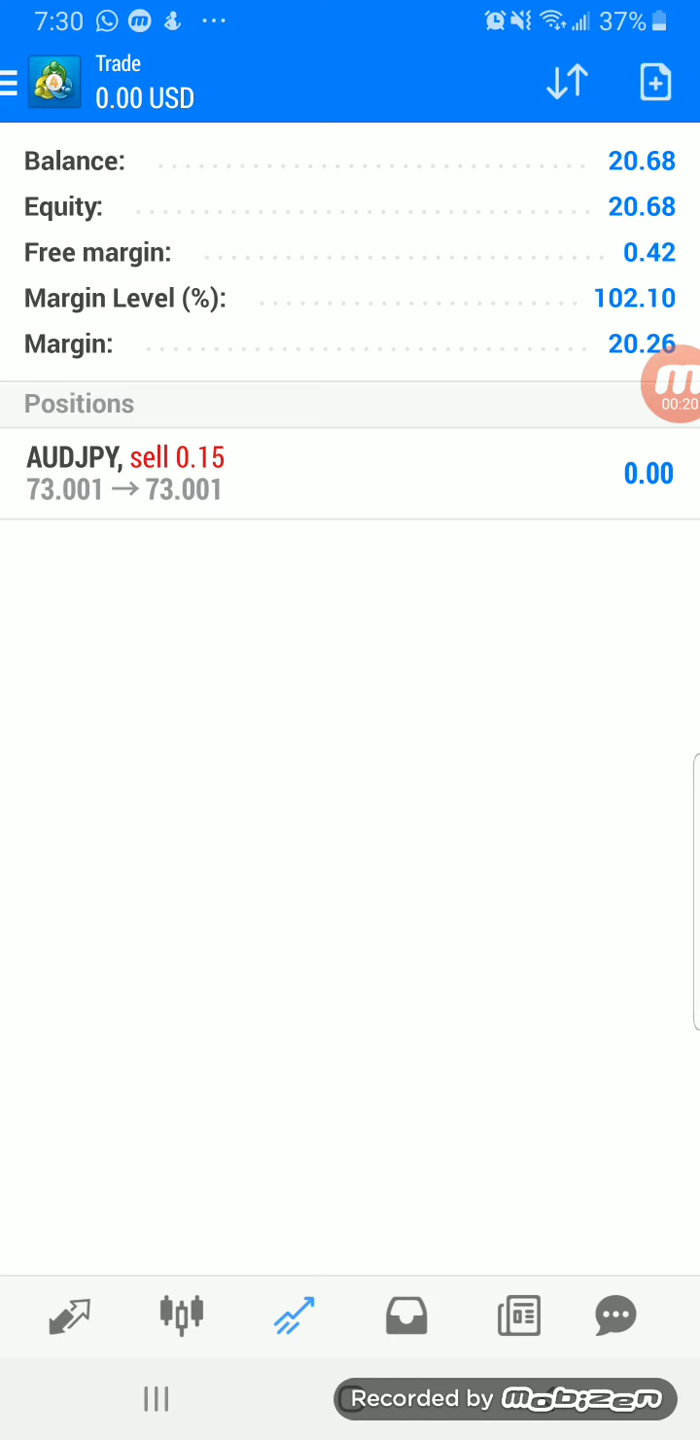 7:30 37%
Trade
0.00 USD
Balance: 20.68
Equity: 20.68
Free margin: 0.42
Margin Level (%): 102.10
Margin: 20.26
00:20
Positions
AUDJPY, sell 0.15
73.001 → 73.001 0.00
Recorded by mobizen